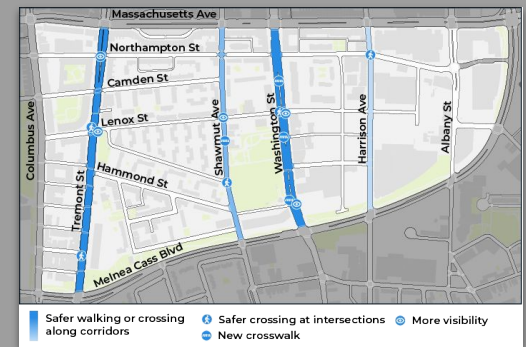 Massachusetts Ave
Northampton St
Camden St
Lenox St
Hammond St
Melnea Cass Blvd
Columbus Ave
Tremont St
Shawmut Ave
Washington St
Harrison Ave
Albany St
Safer walking or crossing
along corridors
Safer crossing at intersections
New crosswalk
More visibility